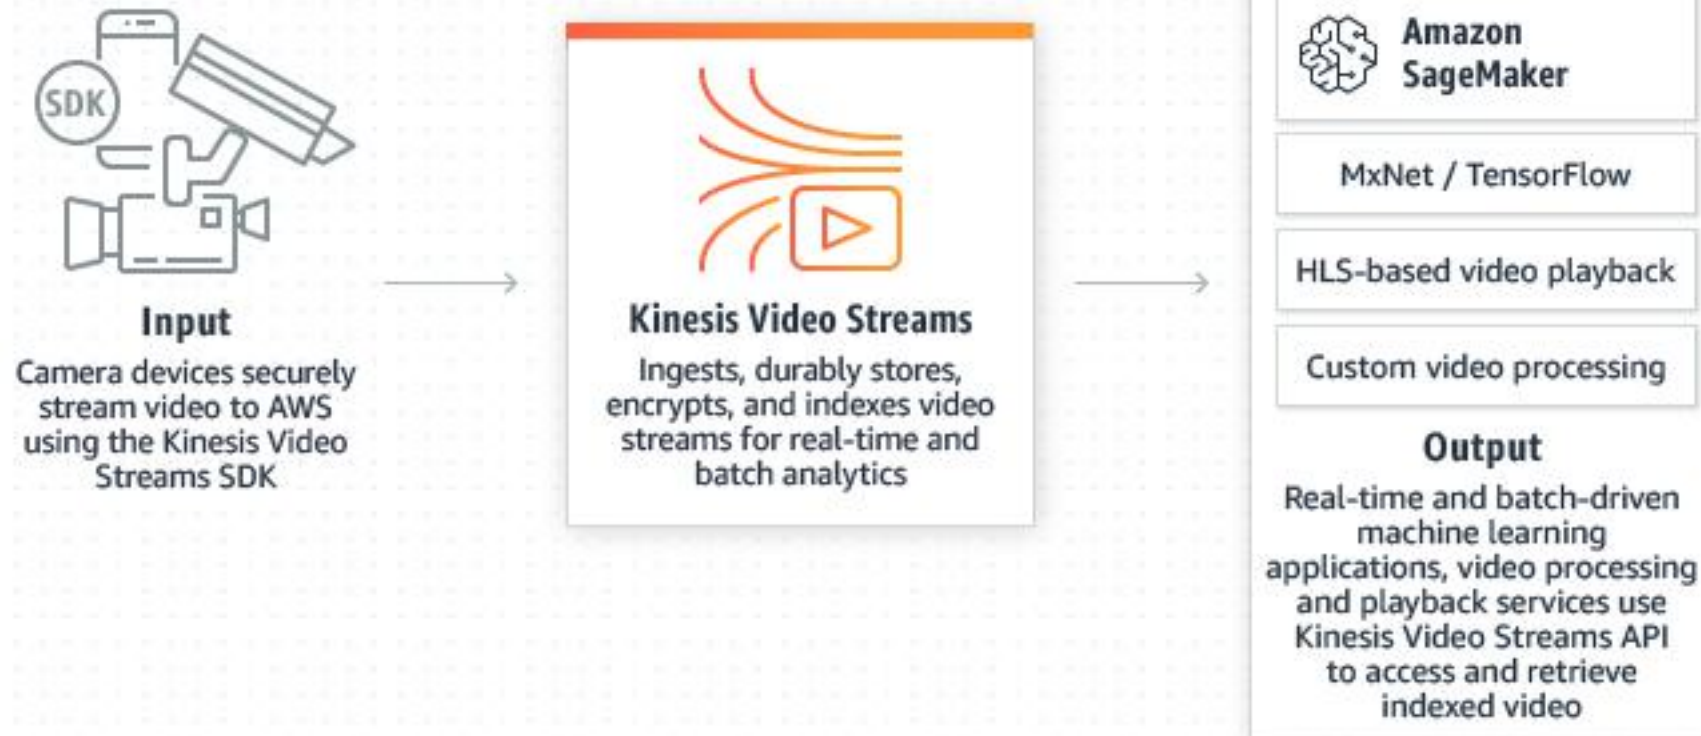 SDK
Input
Camera devices securely
stream video to AWS
using the Kinesis Video
Streams SDK
Kinesis Video Streams
Ingests, durably stores,
encrypts, and indexes video
streams for real-time and
batch analytics
Amazon
SageMaker
MxNet / TensorFlow
HLS-based video playback
Custom video processing
Output
Real-time and batch-driven
machine learning
applications, video processing
and playback services use
Kinesis Video Streams API
to access and retrieve
indexed video